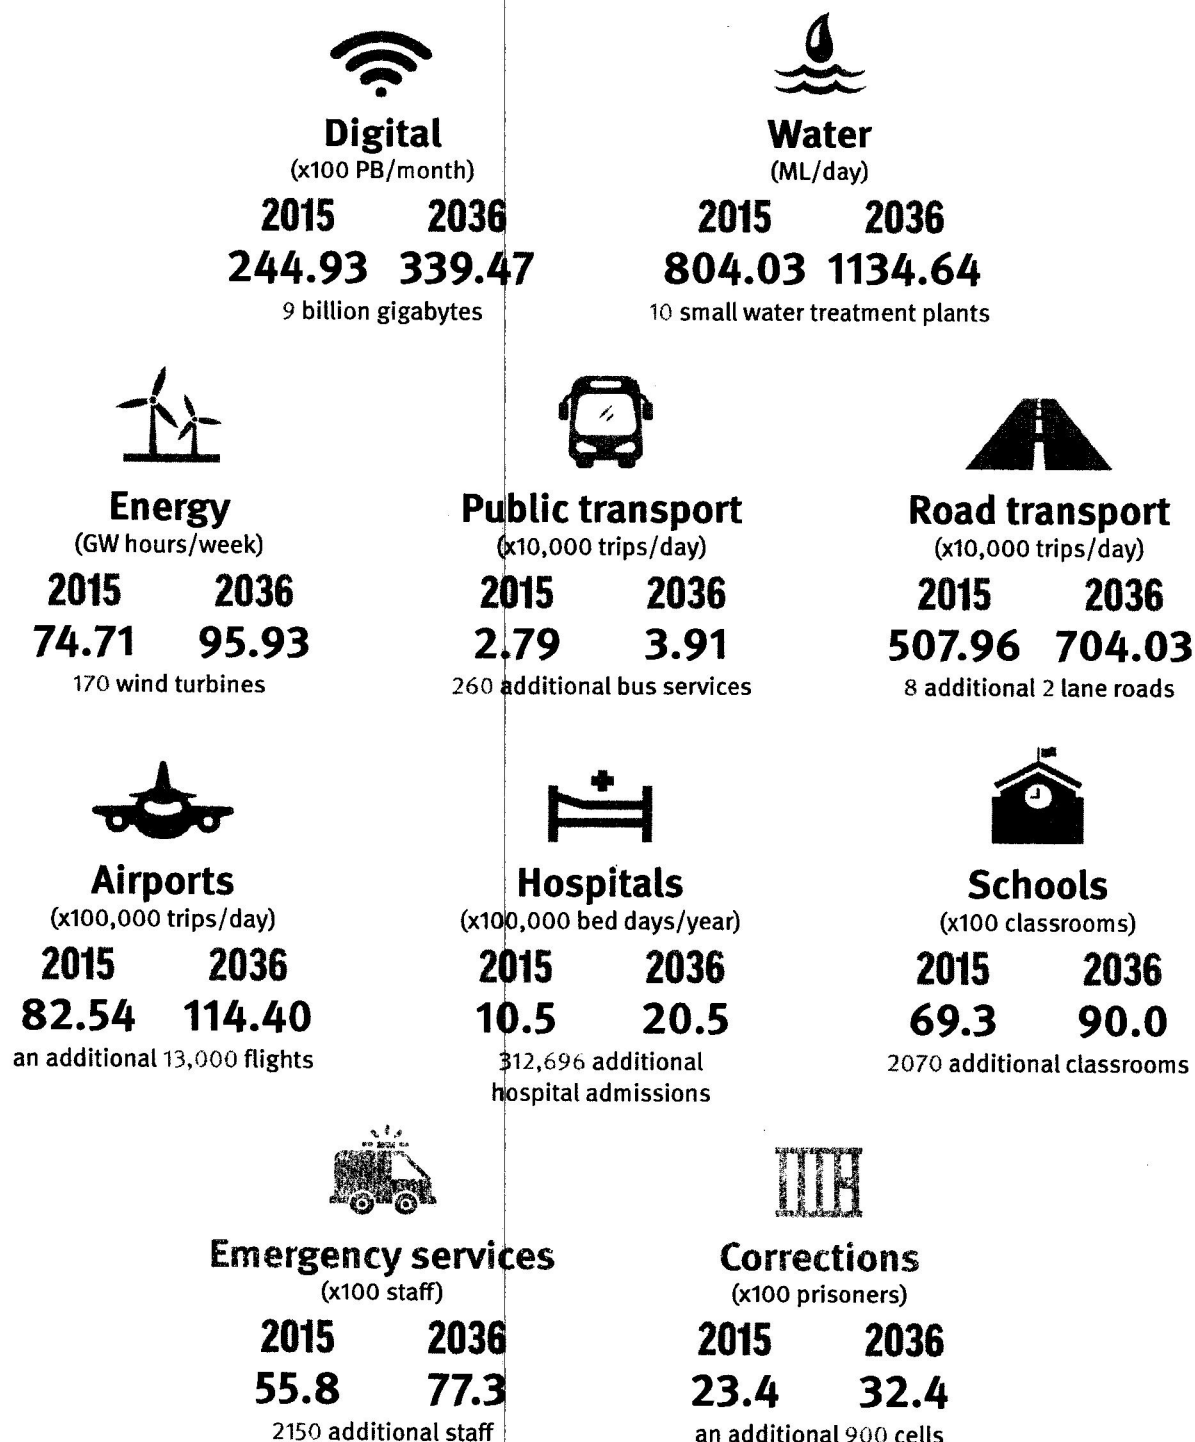 Digital
(x100 PB/month)
2015 2036
244.93 339.47
9 billion gigabytes
Water
(ML/day)
2015 2036
804.03 1134.64
10 small water treatment plants
Energy
(GW hours/week)
2015 2036
74.71 95.93
170 wind turbines
Public transport
(x10,000 trips/day)
2015 2036
2.79 3.91
260 additional bus services
Road transport
(x10,000 trips/day)
2015 2036
507.96 704.03
8 additional 2 lane roads
Airports
(x100,000 trips/day)
2015 2036
82.54 114.40
an additional 13,000 flights
Hospitals
(x100,000 bed days/year)
2015 2036
10.5 20.5
312,696 additional
hospital admissions
Schools
(x100 classrooms)
2015 2036
69.3 90.0
2070 additional classrooms
Emergency services
(x100 staff)
2015 2036
55.8 77.3
2150 additional staff
Corrections
(x100 prisoners)
2015 2036
23.4 32.4
an additional 900 cells